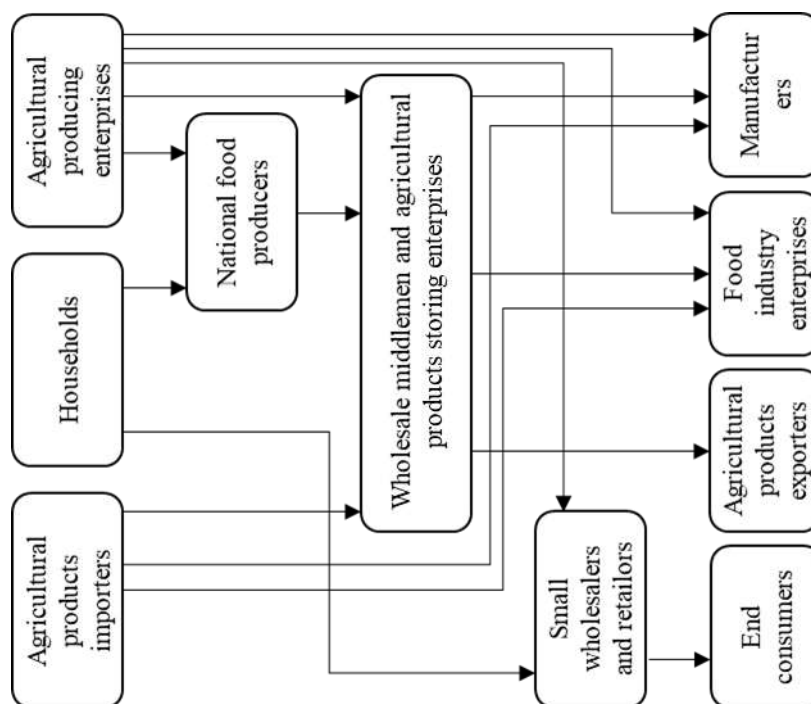 Agricultural
products
importers
Households
Agricultural
producing
enterprises
National food
producers
Wholesale middlemen and agricultural
products storing enterprises
Small
wholesalers
and retailors
End
consumers
Agricultural
products
exporters
Food
industry
enterprises
Manufactur
ers